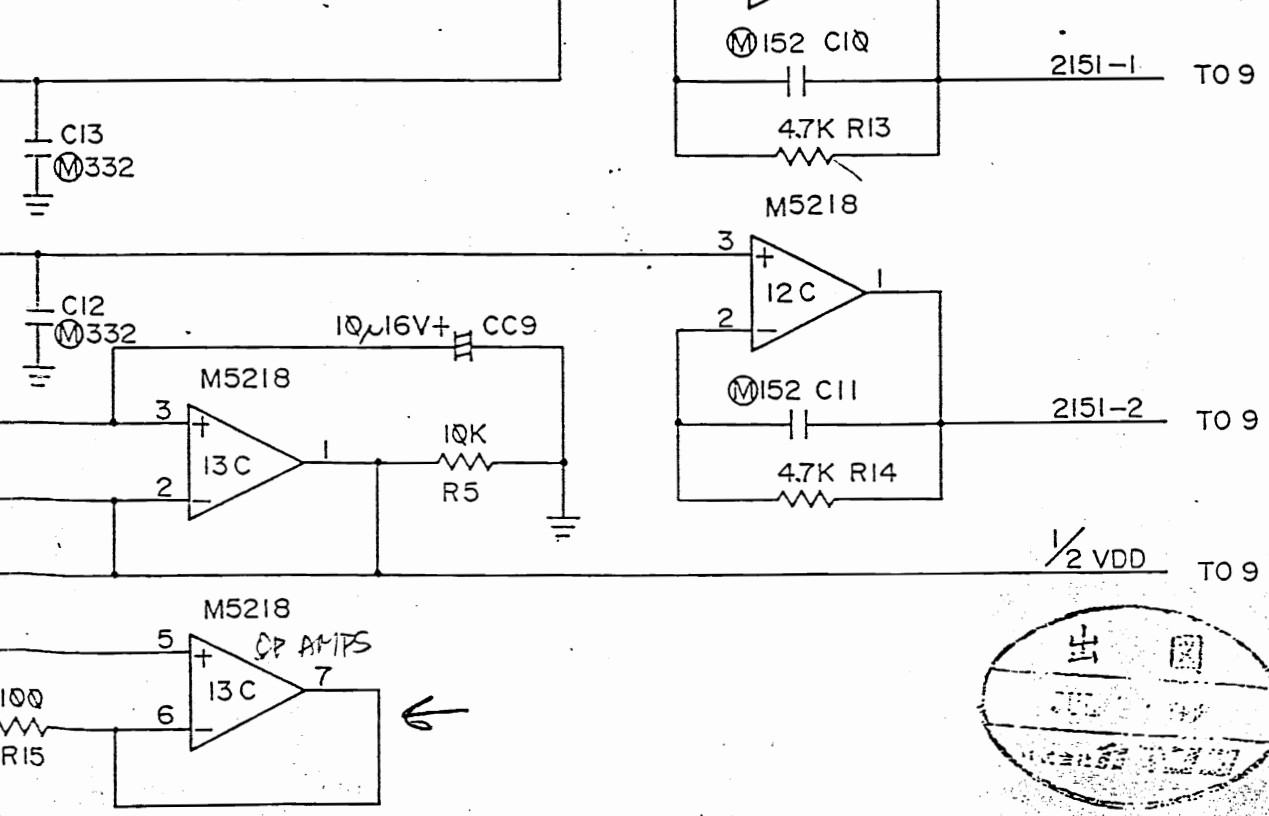 Ⓜ152 C10
2151-1 TO 9
4.7K R13
C13
Ⓜ332
M5218
3
+
12C
1
2
−
C12
Ⓜ332
10μ16V+ CC9
M5218
3
+
13C
1
2
−
10K
R5
Ⓜ152 C11
2151-2 TO 9
4.7K R14
1/2 VDD TO 9
M5218
OP AMPS
5
+
13C
7
6
−
100
R15
出 図